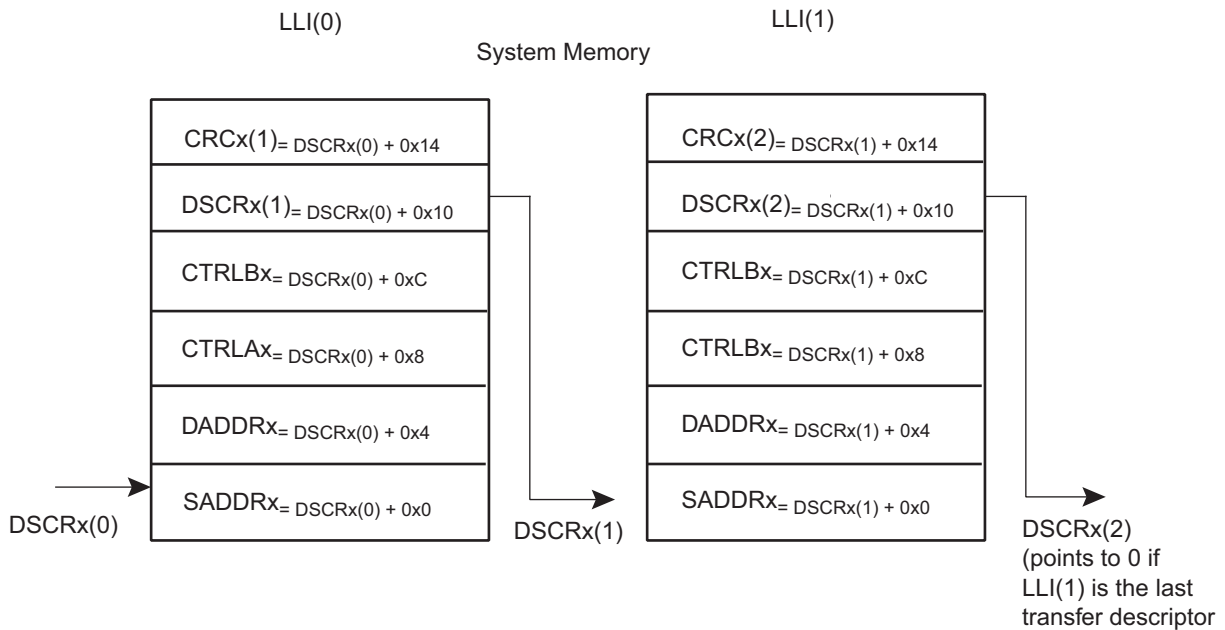 LLI(0)
LLI(1)
System Memory
CRCx(1)= DSCRx(0) + 0x14
DSCRx(1)= DSCRx(0) + 0x10
CTRLBx= DSCRx(0) + 0xC
CTRLAx= DSCRx(0) + 0x8
DADDRx= DSCRx(0) + 0x4
SADDRx= DSCRx(0) + 0x0
DSCRx(0)
DSCRx(1)
CRCx(2)= DSCRx(1) + 0x14
DSCRx(2)= DSCRx(1) + 0x10
CTRLBx= DSCRx(1) + 0xC
CTRLBx= DSCRx(1) + 0x8
DADDRx= DSCRx(1) + 0x4
SADDRx= DSCRx(1) + 0x0
DSCRx(2)
(points to 0 if
LLI(1) is the last
transfer descriptor